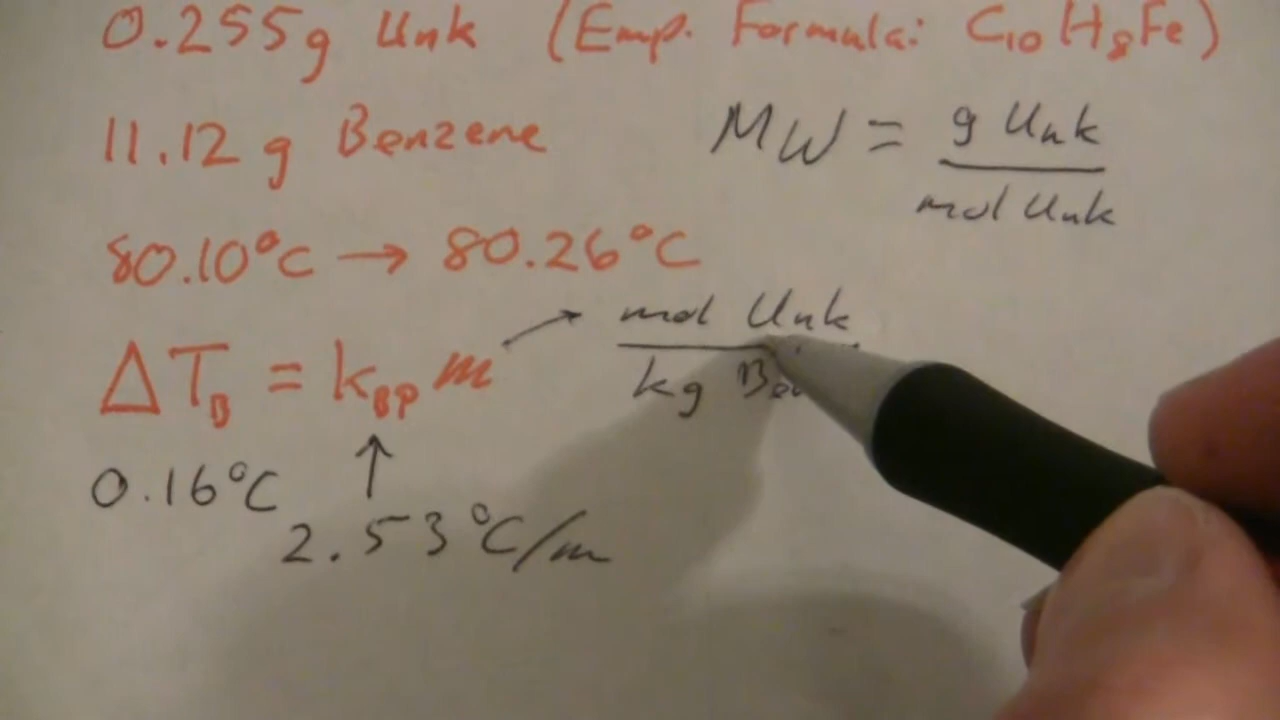 0.255g Unk (Emp. Formula: C10H8Fe)
11.12 g Benzene
MW = g Unk / mol Unk
80.10°C → 80.26°C
ΔTB = kBP m → mol Unk / kg
0.16°C
↑
2.53°C/m